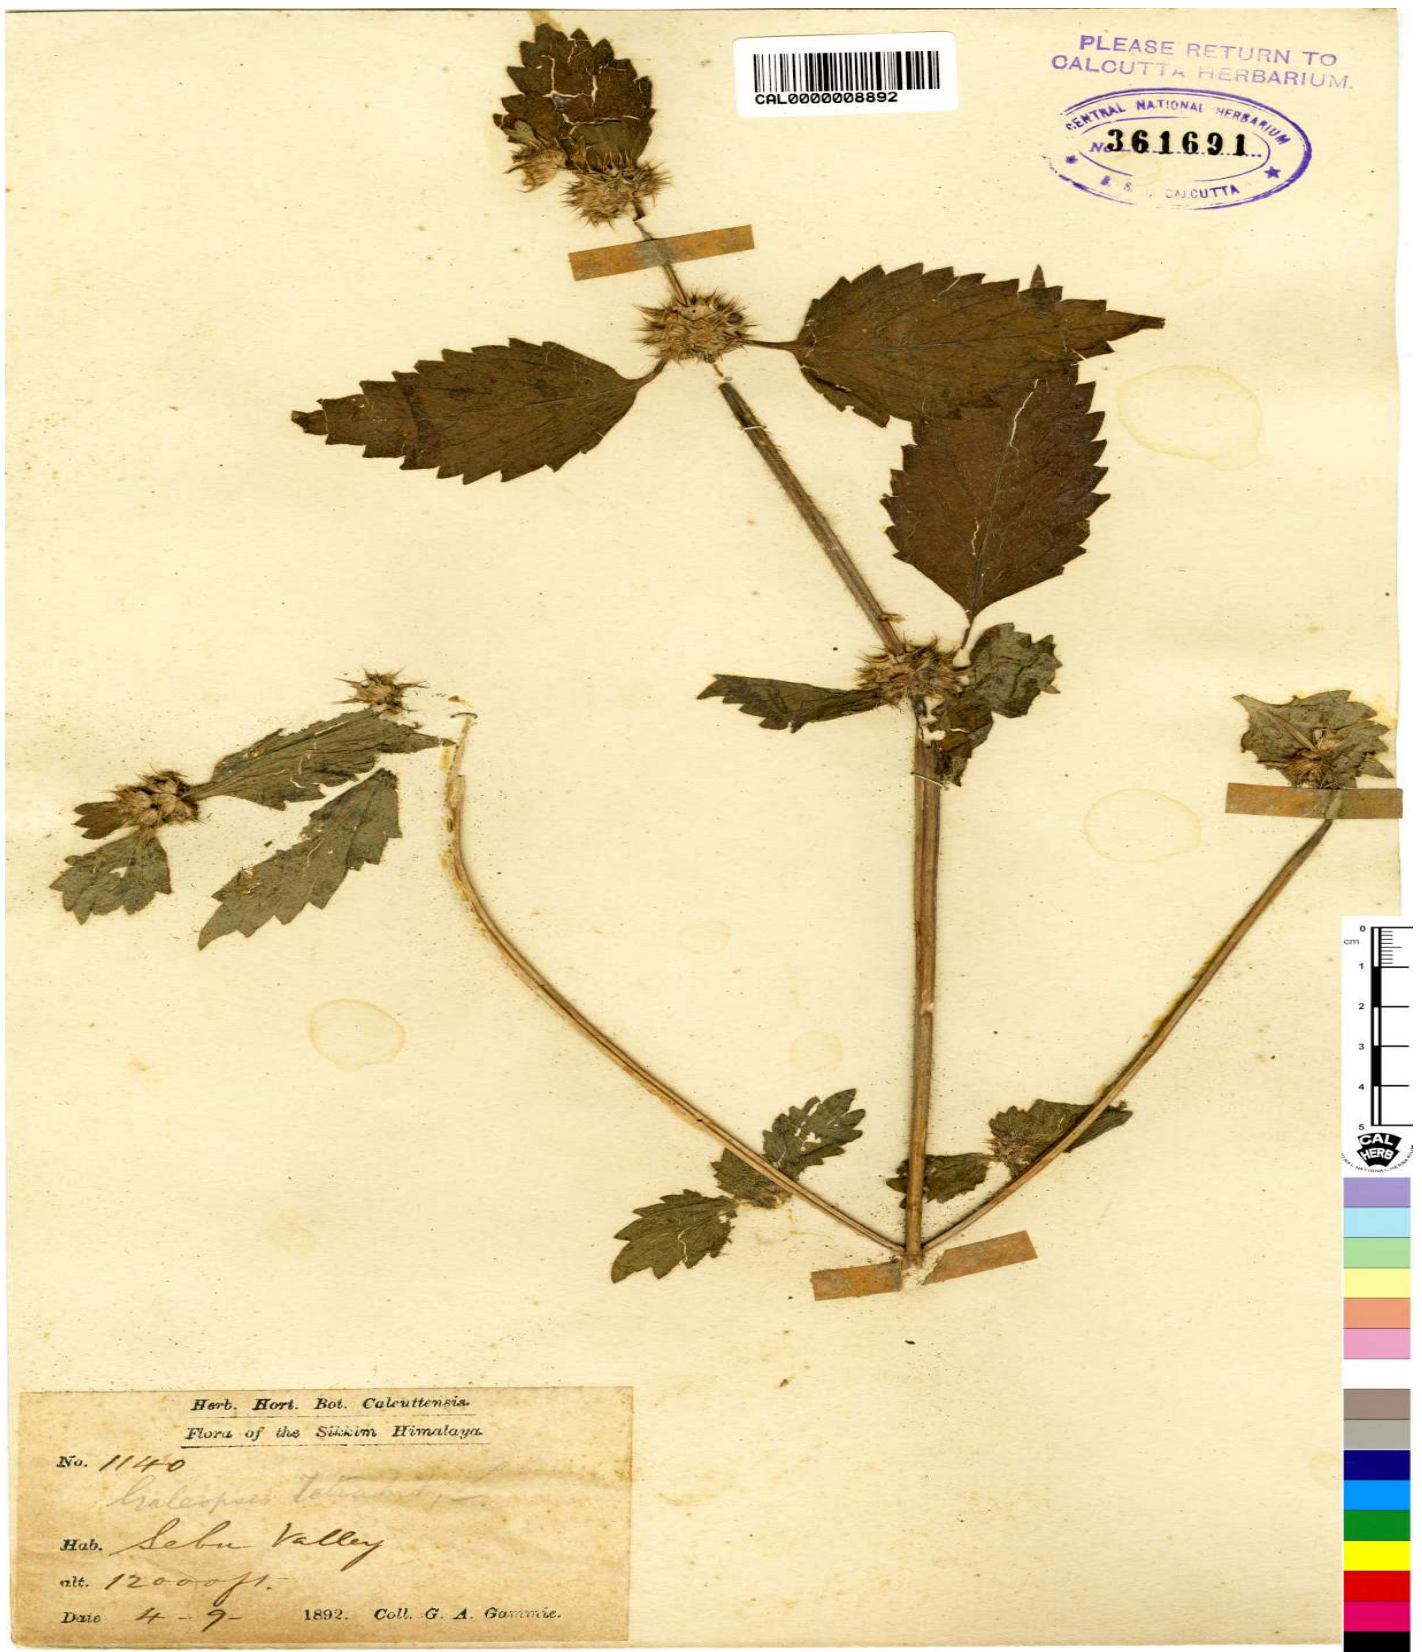 CAL0000008892
PLEASE RETURN TO
CALCUTTA HERBARIUM.
CENTRAL NATIONAL HERBARIUM
No 361691
B. S. I. CALCUTTA
0
cm
1
2
3
4
5
CAL
HERB
Herb. Hort. Bot. Calcuttensis.
Flora of the Sikkim Himalaya
No. 1140
Galeopsis Tetrahit, L.
Hab. Sebu Valley
alt. 12000ft.
Date 4-9- 1892. Coll. G. A. Gammie.